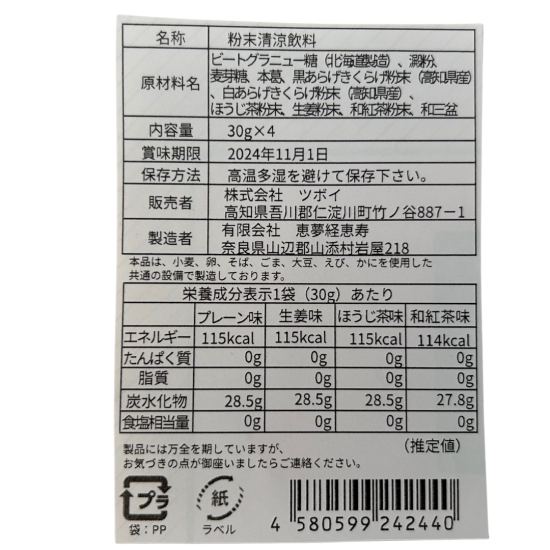 名称 粉末清涼飲料
原材料名 ビートグラニュー糖（北海道製造）、澱粉、
麦芽糖、本葛、黒あらげきくらげ粉末（高知県産）
、白あらげきくらげ粉末（高知県産）、
ほうじ茶粉末、生姜粉末、和紅茶粉末、和三盆
内容量 30g×4
賞味期限 2024年11月1日
保存方法 高温多湿を避けて保存下さい。
販売者 株式会社 ツボイ
高知県吾川郡仁淀川町竹ノ谷887－1
製造者 有限会社 恵夢経恵寿
奈良県山辺郡山添村岩屋218
本品は、小麦、卵、そば、ごま、大豆、えび、かにを使用した
共通の設備で製造しております。
栄養成分表示1袋（30g）あたり
プレーン味 生姜味 ほうじ茶味 和紅茶味
エネルギー 115kcal 115kcal 115kcal 114kcal
たんぱく質 0g 0g 0g 0g
脂質 0g 0g 0g 0g
炭水化物 28.5g 28.5g 28.5g 27.8g
食塩相当量 0g 0g 0g 0g
製品には万全を期していますが、 （推定値）
お気づきの点が御座いましたらご連絡ください。
プラ 紙
袋：PP ラベル
4 580599 242440